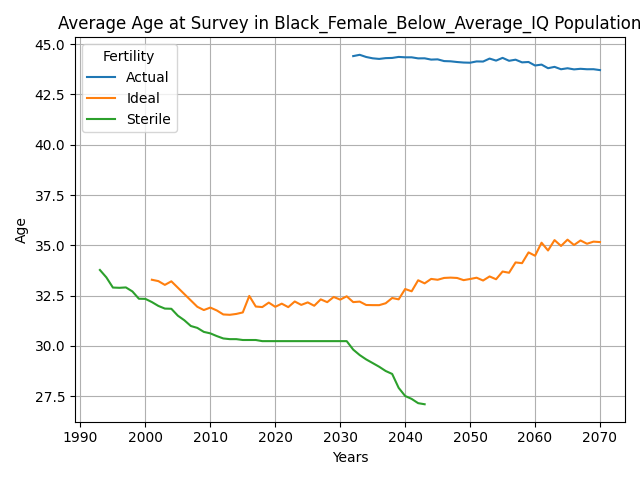 Average Age at Survey in Black_Female_Below_Average_IQ Population
Fertility
Actual
Ideal
Sterile
Age
45.0
42.5
40.0
37.5
35.0
32.5
30.0
27.5
1990 2000 2010 2020 2030 2040 2050 2060 2070
Years